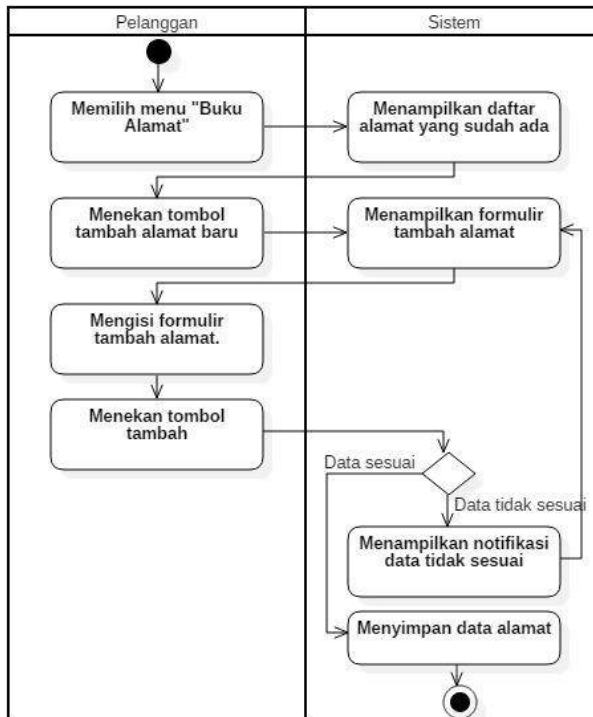 Pelanggan
Sistem
Memilih menu "Buku
Alamat"
Menampilkan daftar
alamat yang sudah ada
Menekan tombol
tambah alamat baru
Menampilkan formulir
tambah alamat
Mengisi formulir
tambah alamat.
Menekan tombol
tambah
Data sesuai
Data tidak sesuai
Menampilkan notifikasi
data tidak sesuai
Menyimpan data alamat